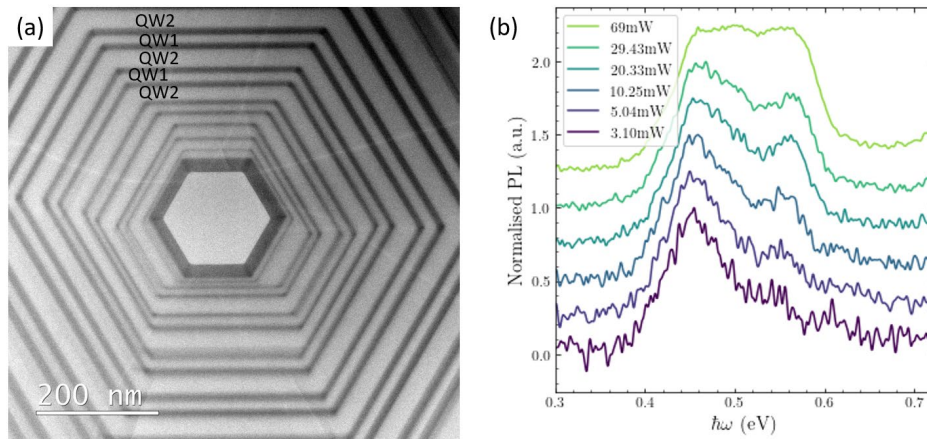 (a)
QW2
QW1
QW2
QW1
QW2
200 nm
(b)
69mW
29.43mW
20.33mW
10.25mW
5.04mW
3.10mW
Normalised PL (a.u.)
2.0
1.5
1.0
0.5
0.0
0.3 0.4 0.5 0.6 0.7
ℏω (eV)